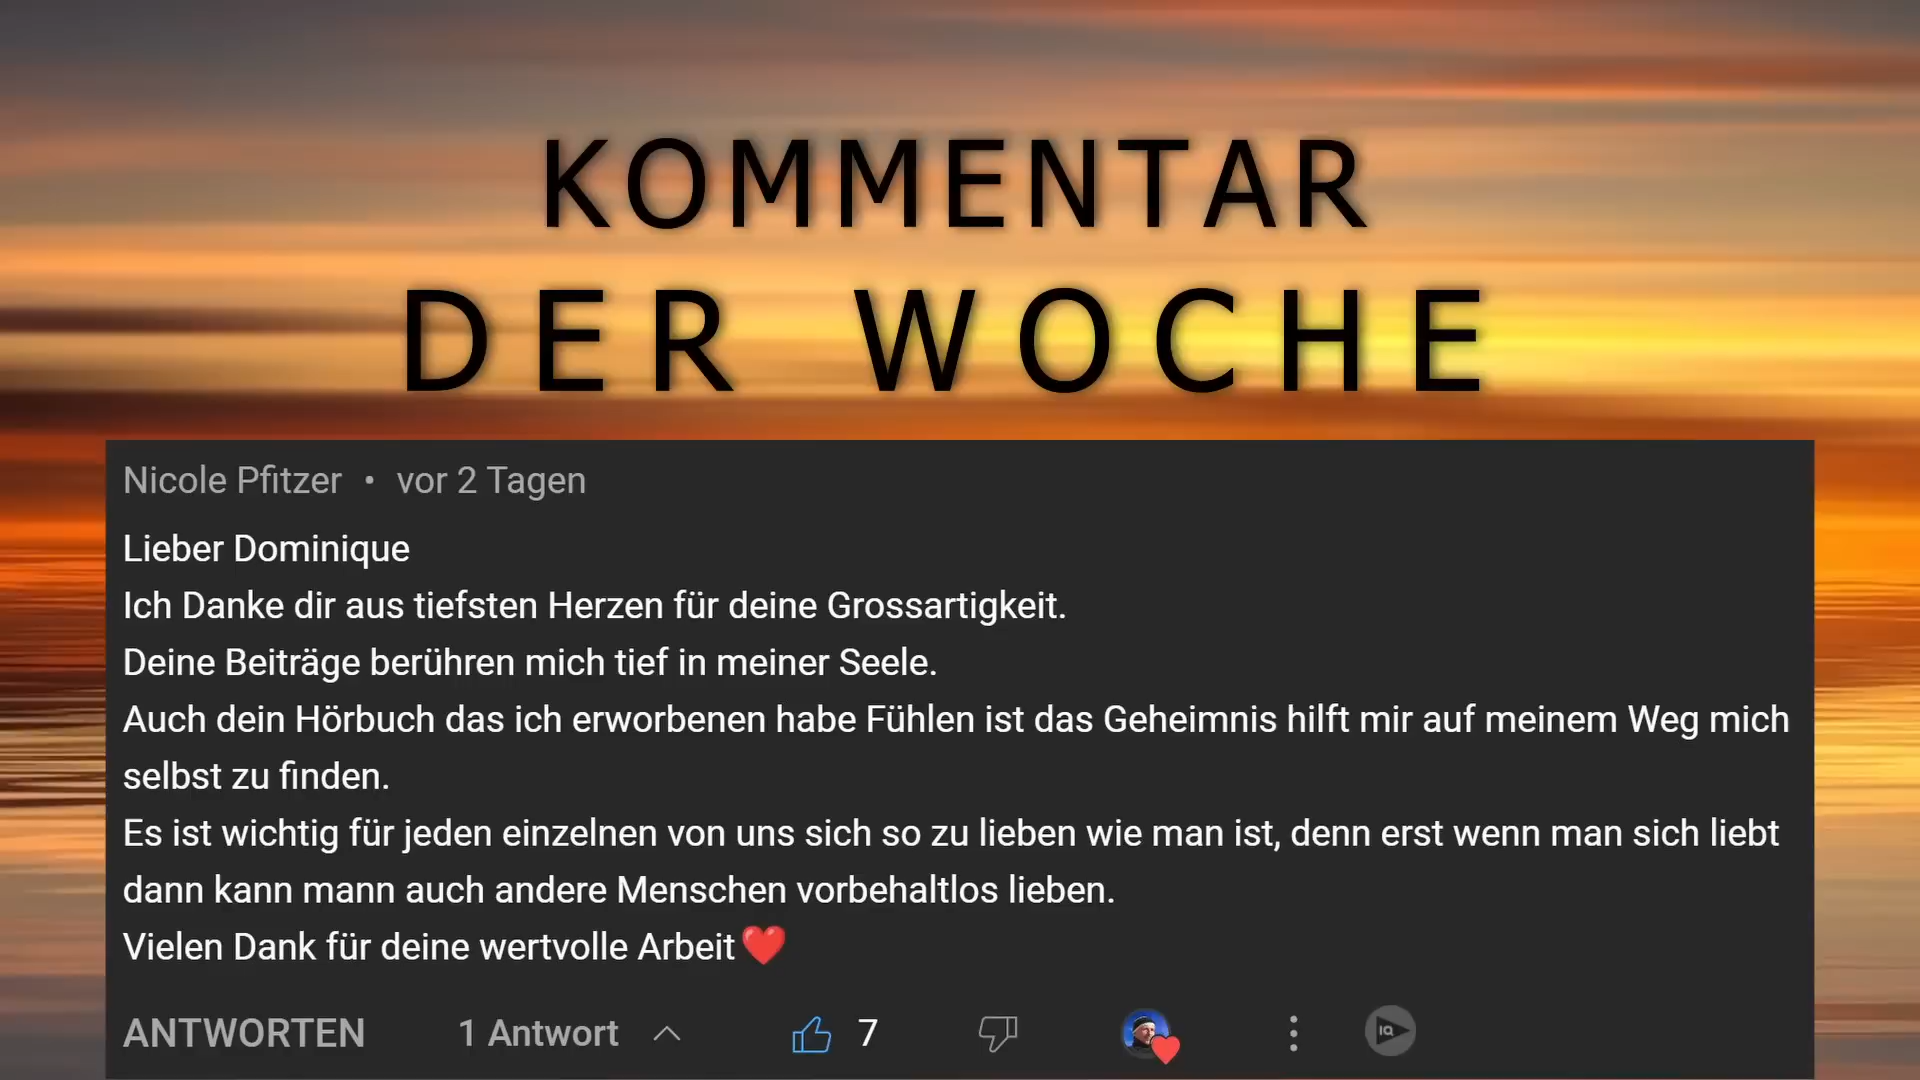 KOMMENTAR
DER WOCHE
Nicole Pfitzer • vor 2 Tagen
Lieber Dominique
Ich Danke dir aus tiefsten Herzen für deine Grossartigkeit.
Deine Beiträge berühren mich tief in meiner Seele.
Auch dein Hörbuch das ich erworbenen habe Fühlen ist das Geheimnis hilft mir auf meinem Weg mich
selbst zu finden.
Es ist wichtig für jeden einzelnen von uns sich so zu lieben wie man ist, denn erst wenn man sich liebt
dann kann mann auch andere Menschen vorbehaltlos lieben.
Vielen Dank für deine wertvolle Arbeit❤️
ANTWORTEN 1 Antwort 7 IQ